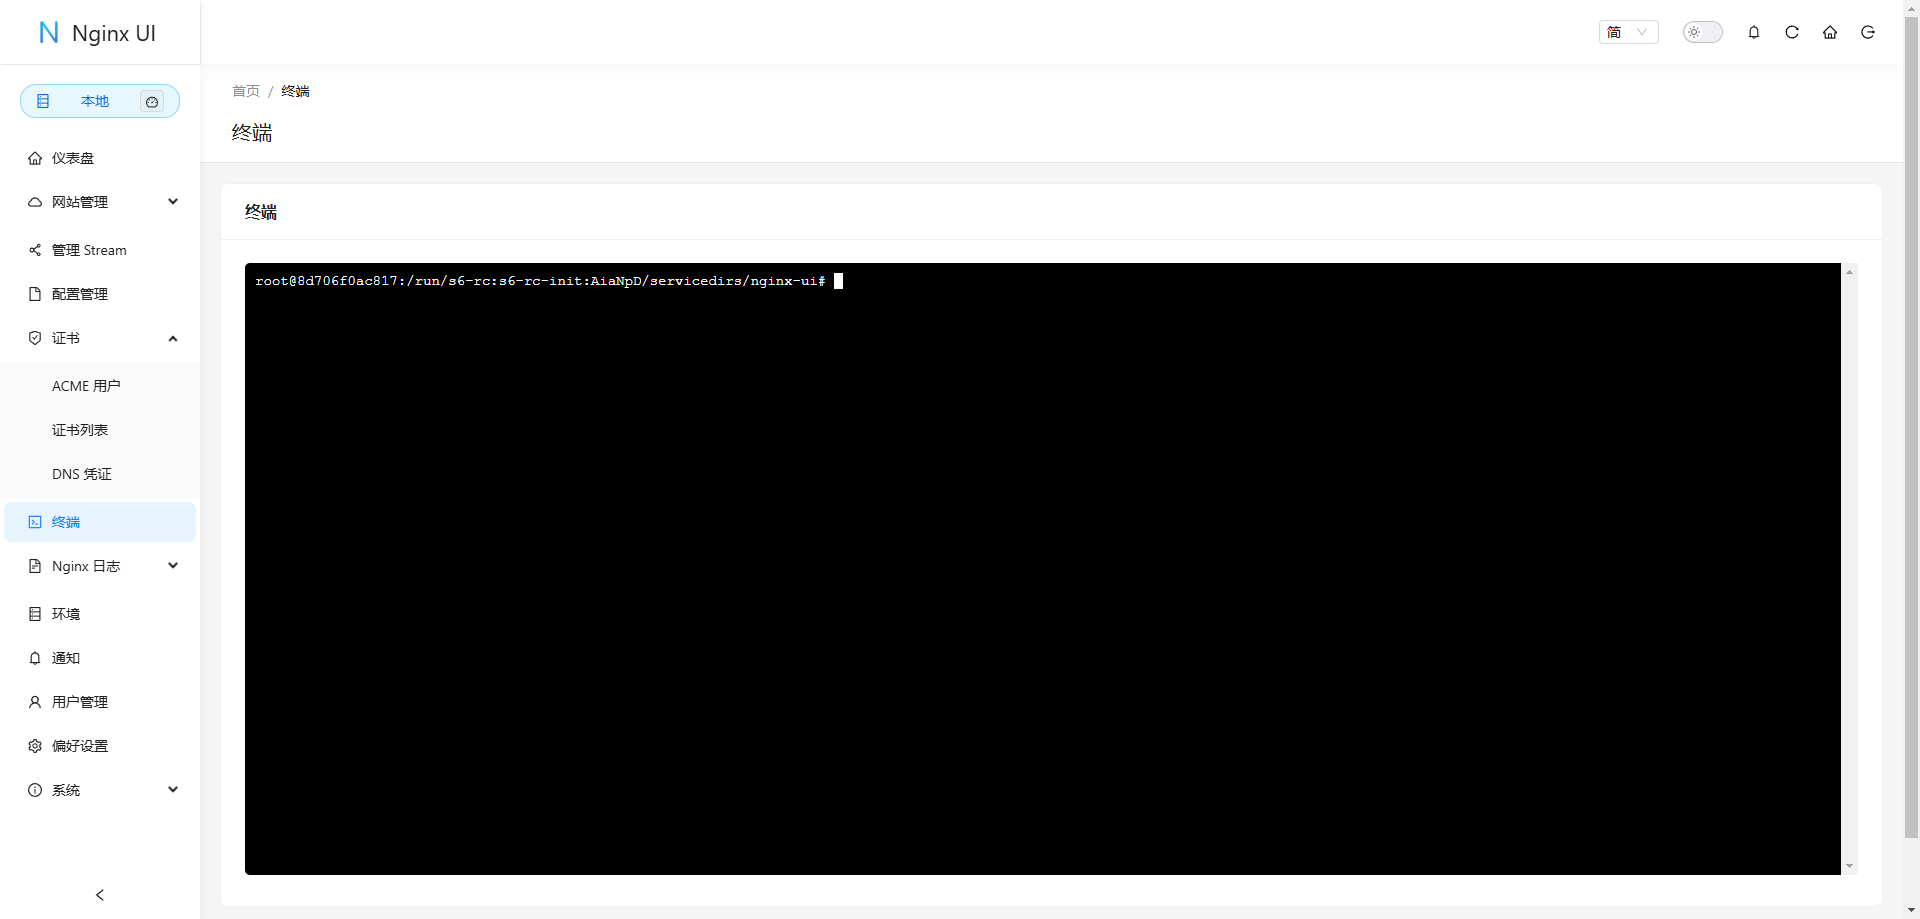 Nginx UI
简
本地
首页 / 终端
终端
仪表盘
网站管理
管理 Stream
配置管理
证书
ACME 用户
证书列表
DNS 凭证
终端
Nginx 日志
环境
通知
用户管理
偏好设置
系统
终端
root@8d706f0ac817:/run/s6-rc:s6-rc-init:AiaNpD/servicedirs/nginx-ui#